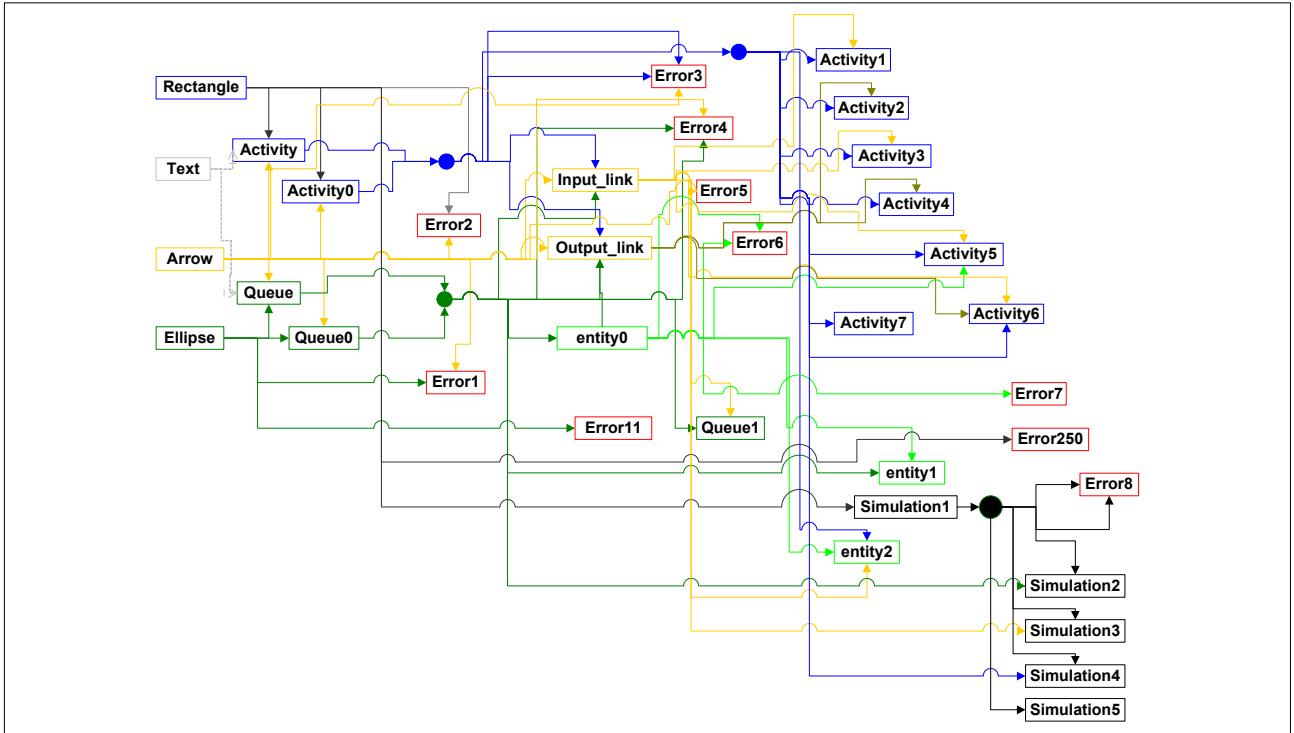 Activity1
Rectangle
Error3
Activity2
Error4
Activity
Activity3
Text
Input_link
Activity0
Error5
Activity4
Error2
Error6
Output_link
Activity5
Arrow
Queue
Activity6
Activity7
Ellipse
Queue0
entity0
Error1
Error7
Error11
Queue1
Error250
entity1
Error8
Simulation1
entity2
Simulation2
Simulation3
Simulation4
Simulation5